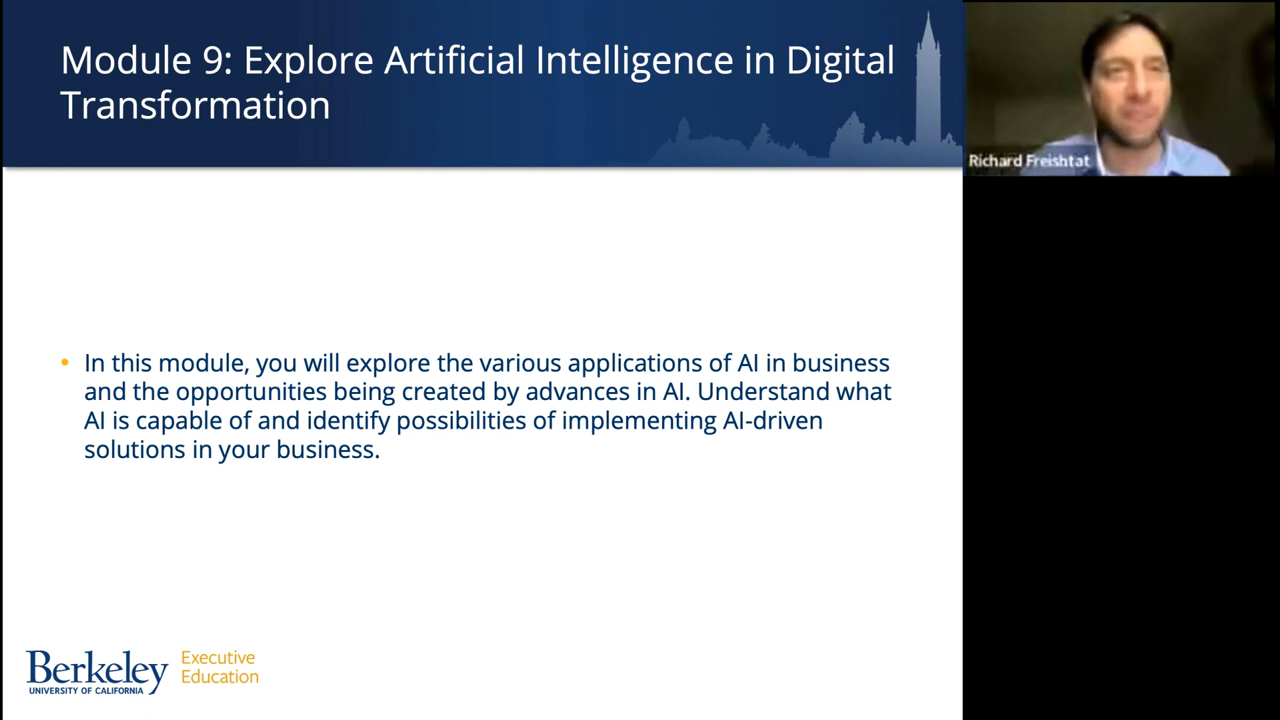 Module 9: Explore Artificial Intelligence in Digital
Transformation
Richard Freishtat
• In this module, you will explore the various applications of AI in business
and the opportunities being created by advances in AI. Understand what
AI is capable of and identify possibilities of implementing AI-driven
solutions in your business.
Berkeley
UNIVERSITY OF CALIFORNIA
Executive
Education